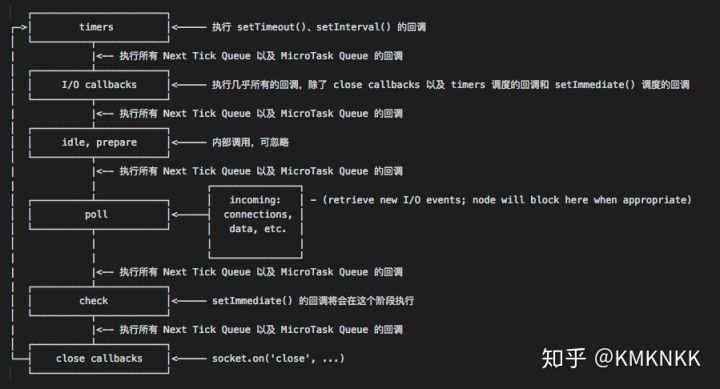 timers
执行 setTimeout()、setInterval() 的回调
<—— 执行所有 Next Tick Queue 以及 MicroTask Queue 的回调
I/O callbacks
执行几乎所有的回调，除了 close callbacks 以及 timers 调度的回调和 setImmediate() 调度的回调
<—— 执行所有 Next Tick Queue 以及 MicroTask Queue 的回调
idle, prepare
内部调用，可忽略
<—— 执行所有 Next Tick Queue 以及 MicroTask Queue 的回调
incoming:
- (retrieve new I/O events; node will block here when appropriate)
poll
connections,
data, etc.
<—— 执行所有 Next Tick Queue 以及 MicroTask Queue 的回调
check
setImmediate() 的回调将会在这个阶段执行
<—— 执行所有 Next Tick Queue 以及 MicroTask Queue 的回调
close callbacks
socket.on('close', ...)
知乎 @KMKNKK